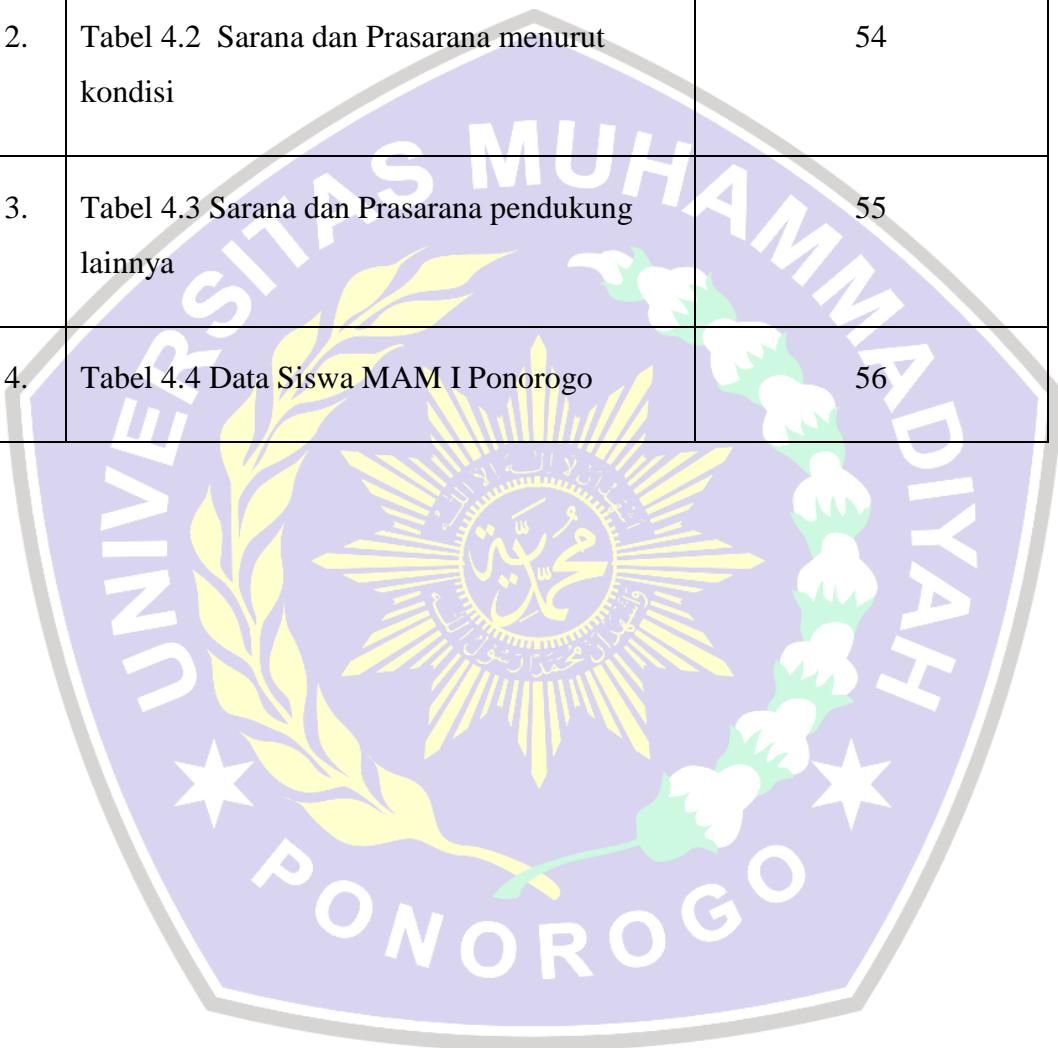 2. Tabel 4.2 Sarana dan Prasarana menurut 54
kondisi
3. Tabel 4.3 Sarana dan Prasarana pendukung 55
lainnya
4. Tabel 4.4 Data Siswa MAM I Ponorogo 56
UNIVERSITAS MUHAMMADIYAH
PONOROGO
محمدية